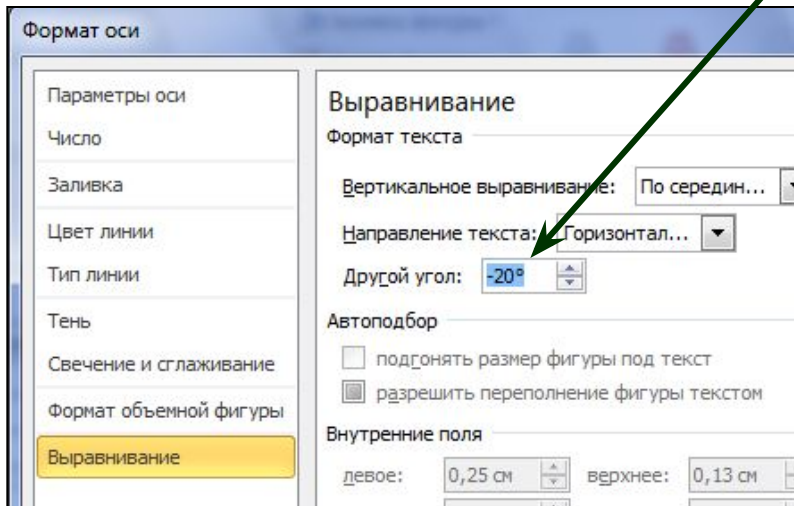 Формат оси
Параметры оси
Число
Заливка
Цвет линии
Тип линии
Тень
Свечение и сглаживание
Формат объемной фигуры
Выравнивание
Выравнивание
Формат текста
Вертикальное выравнивание: По середин...
Направление текста: Горизонтал...
Другой угол: -20°
Автоподбор
подгонять размер фигуры под текст
разрешить переполнение фигуры текстом
Внутренние поля
левое: 0,25 см верхнее: 0,13 см